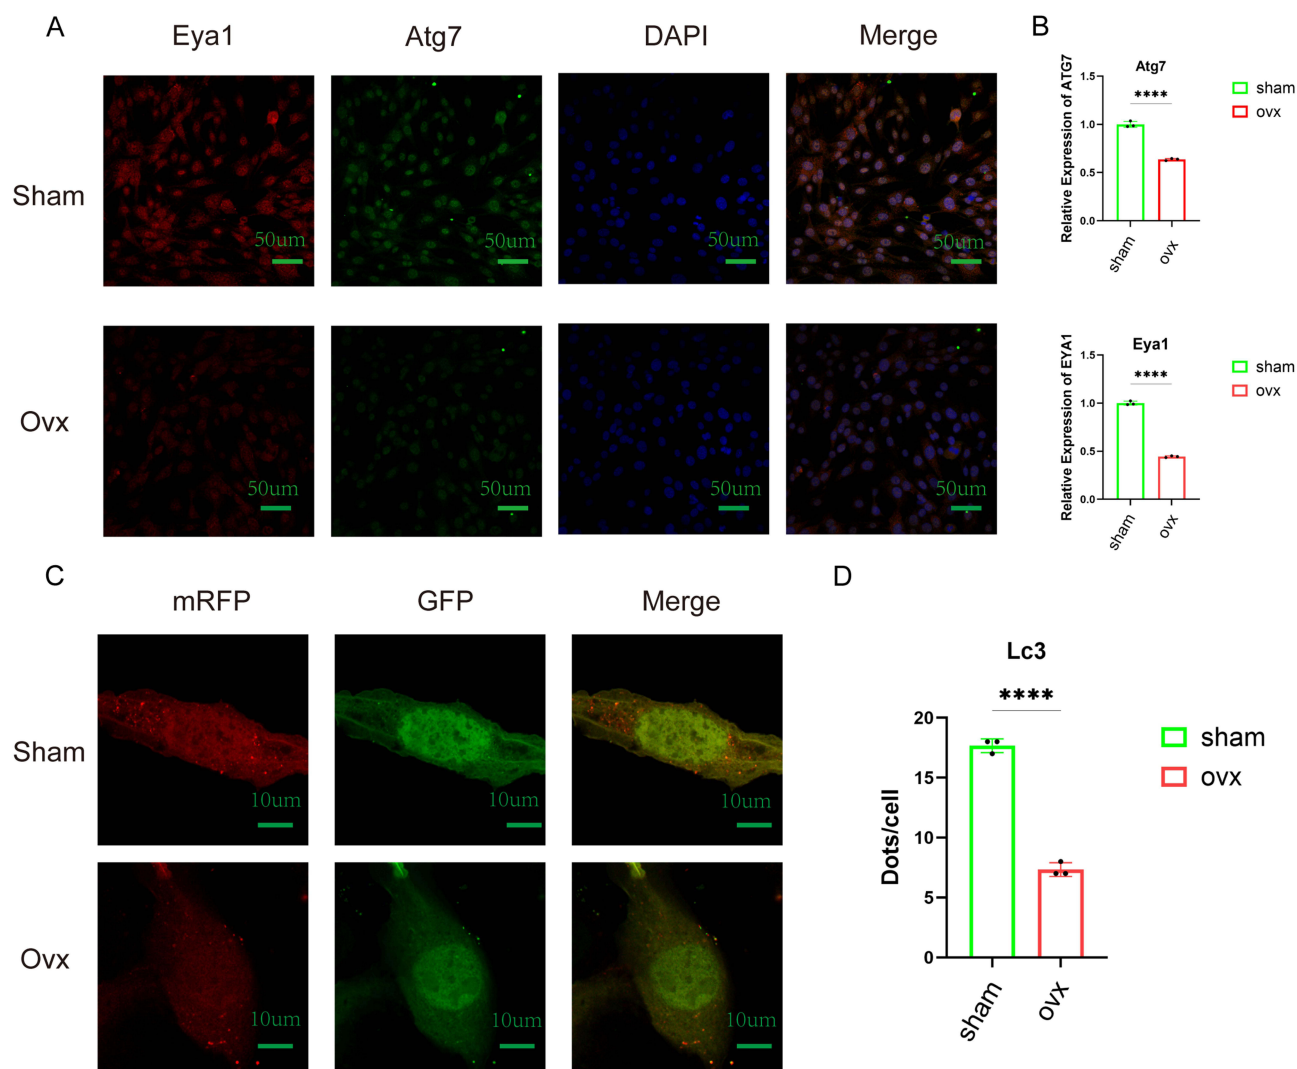 A
Eya1 Atg7 DAPI Merge
Sham
50um 50um 50um 50um
Ovx
50um 50um 50um 50um
B
Atg7
Relative Expression of ATG7
1.5
1.0
0.5
0.0
****
sham ovx
sham
ovx
Eya1
Relative Expression of EYA1
1.5
1.0
0.5
0.0
****
sham ovx
sham
ovx
C
mRFP GFP Merge
Sham
10um 10um 10um
Ovx
10um 10um 10um
D
Lc3
****
Dots/cell
20
15
10
5
0
sham ovx
sham
ovx